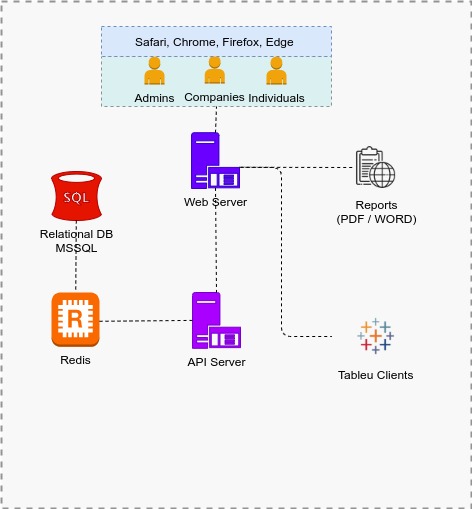 Safari, Chrome, Firefox, Edge
Admins Companies Individuals
Web Server
Reports
(PDF / WORD)
SQL
Relational DB
MSSQL
R
Redis
API Server
Tableu Clients